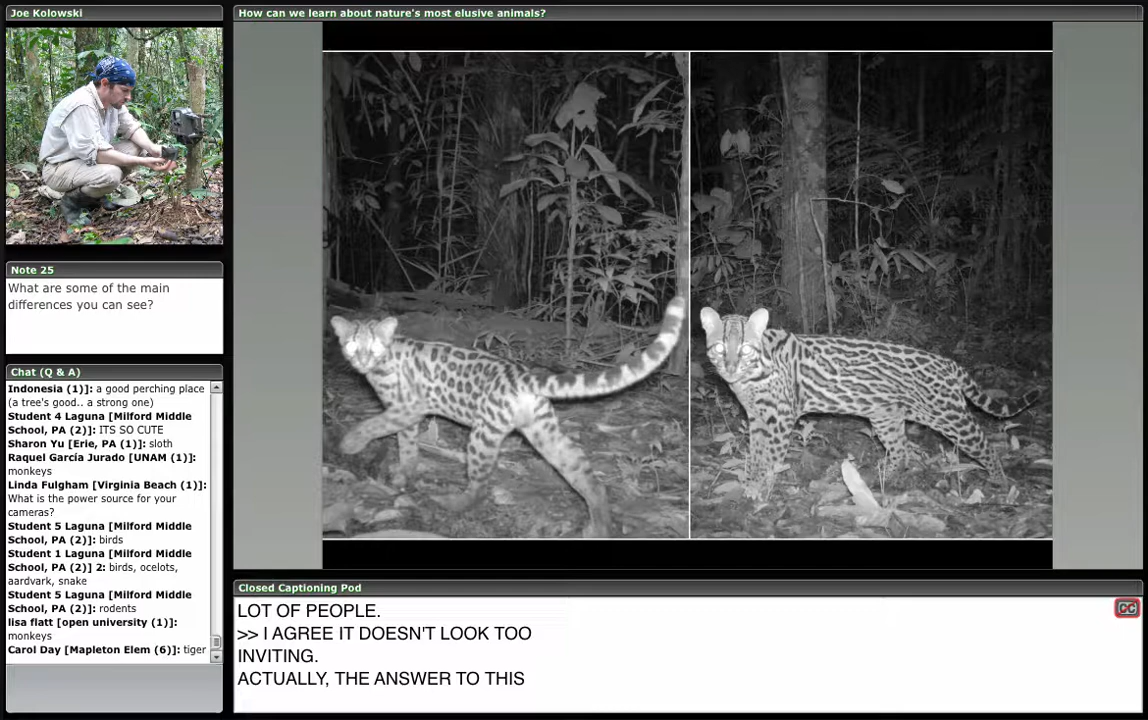 Joe Kolowski
How can we learn about nature's most elusive animals?
Note 25
What are some of the main
differences you can see?
Chat (Q & A)
Indonesia (1)]: a good perching place
(a tree's good.. a strong one)
Student 4 Laguna [Milford Middle
School, PA (2)]: ITS SO CUTE
Sharon Yu [Erie, PA (1)]: sloth
Raquel García Jurado [UNAM (1)]:
monkeys
Linda Fulgham [Virginia Beach (1)]:
What is the power source for your
cameras?
Student 5 Laguna [Milford Middle
School, PA (2)]: birds
Student 1 Laguna [Milford Middle
School, PA (2)] 2: birds, ocelots,
aardvark, snake
Student 5 Laguna [Milford Middle
School, PA (2)]: rodents
lisa flatt [open university (1)]:
monkeys
Carol Day [Mapleton Elem (6)]: tiger
Closed Captioning Pod
LOT OF PEOPLE.
>> I AGREE IT DOESN'T LOOK TOO
INVITING.
ACTUALLY, THE ANSWER TO THIS
CC